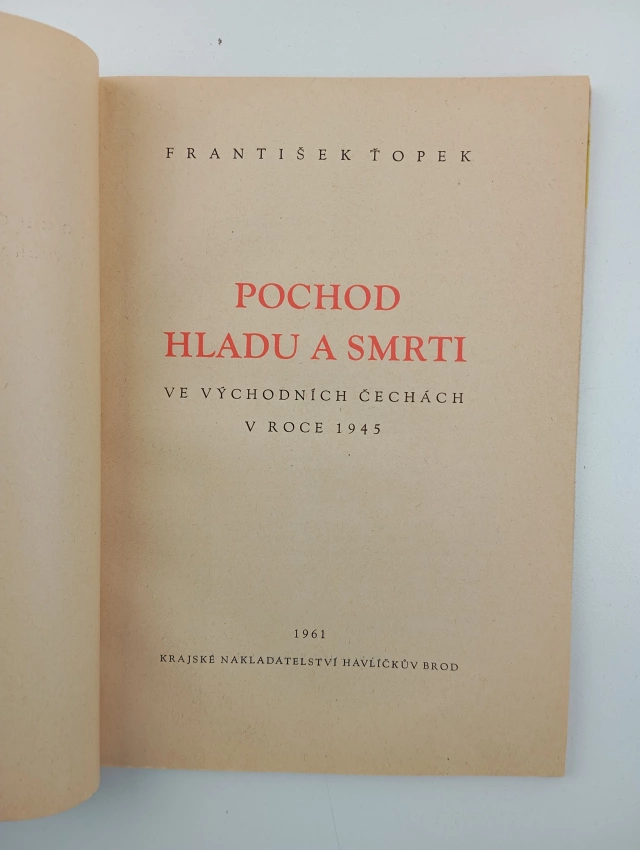 FRANTIŠEK ŤOPEK
POCHOD
HLADU A SMRTI
VE VÝCHODNÍCH ČECHÁCH
V ROCE 1945
1961
KRAJSKÉ NAKLADATELSTVÍ HAVLÍČKŮV BROD